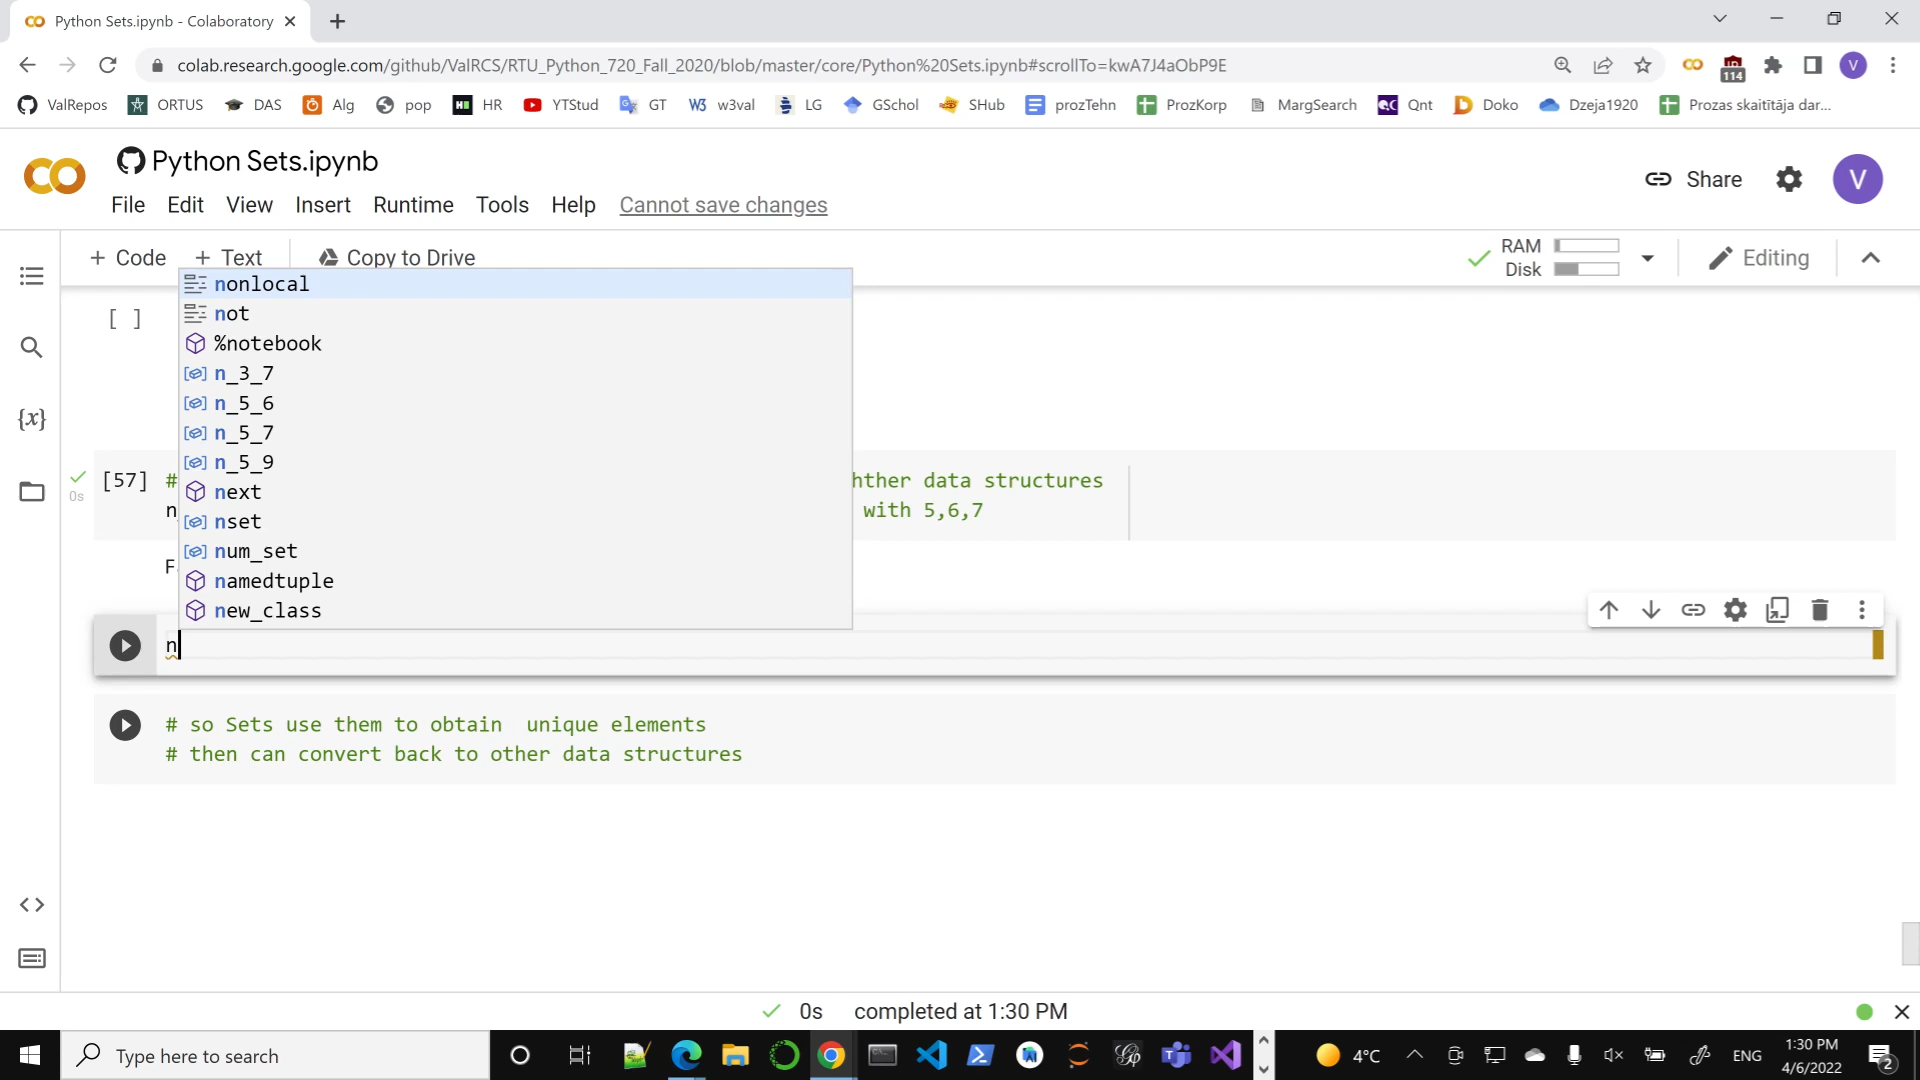 Python Sets.ipynb - Colaboratory
colab.research.google.com/github/ValRCS/RTU_Python_720_Fall_2020/blob/master/core/Python%20Sets.ipynb#scrollTo=kwA7J4aObP9E
114
V
ValRepos ORTUS DAS Alg pop HR YTStud GT w3val LG GSchol SHub prozTehn ProzKorp MargSearch Qnt Doko Dzeja1920 Prozas skaitītāja dar...
Python Sets.ipynb
Share
V
File Edit View Insert Runtime Tools Help Cannot save changes
+ Code + Text Copy to Drive
RAM
Disk
Editing
[ ]
nonlocal
not
%notebook
n_3_7
n_5_6
n_5_7
n_5_9
next
nset
num_set
namedtuple
new_class
[57] # hther data structures
0s
n with 5,6,7
F
n
# so Sets use them to obtain  unique elements
# then can convert back to other data structures
0s completed at 1:30 PM
Type here to search
4°C
ENG
1:30 PM
4/6/2022
2